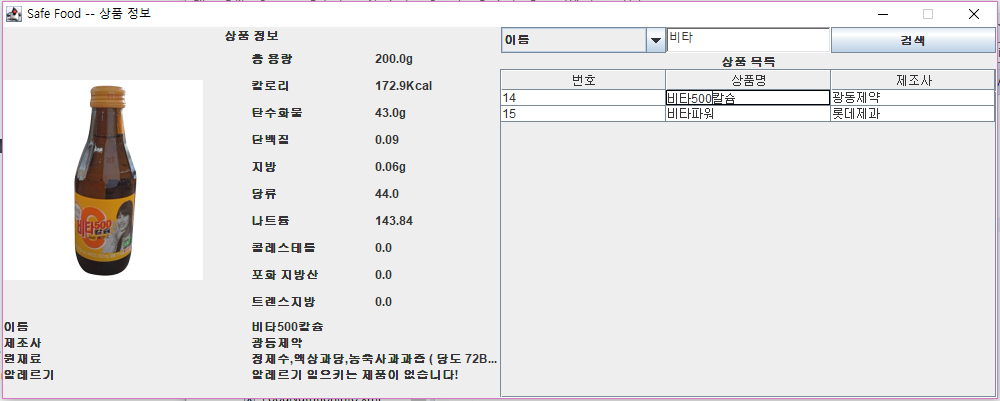 Safe Food -- 상품 정보
상품 정보
총 용량 200.0g
칼로리 172.9Kcal
탄수화물 43.0g
단백질 0.09
지방 0.06g
당류 44.0
나트륨 143.84
콜레스테롤 0.0
포화 지방산 0.0
트랜스지방 0.0
비타500
칼슘
이름 비타500칼슘
제조사 광동제약
원재료 정제수,액상과당,농축사과과즙 ( 당도 72B...
알레르기 알레르기 일으키는 제품이 없습니다!
이름 비타 검색
상품 목록
번호 상품명 제조사
14 비타500칼슘 광동제약
15 비타파워 롯데제과